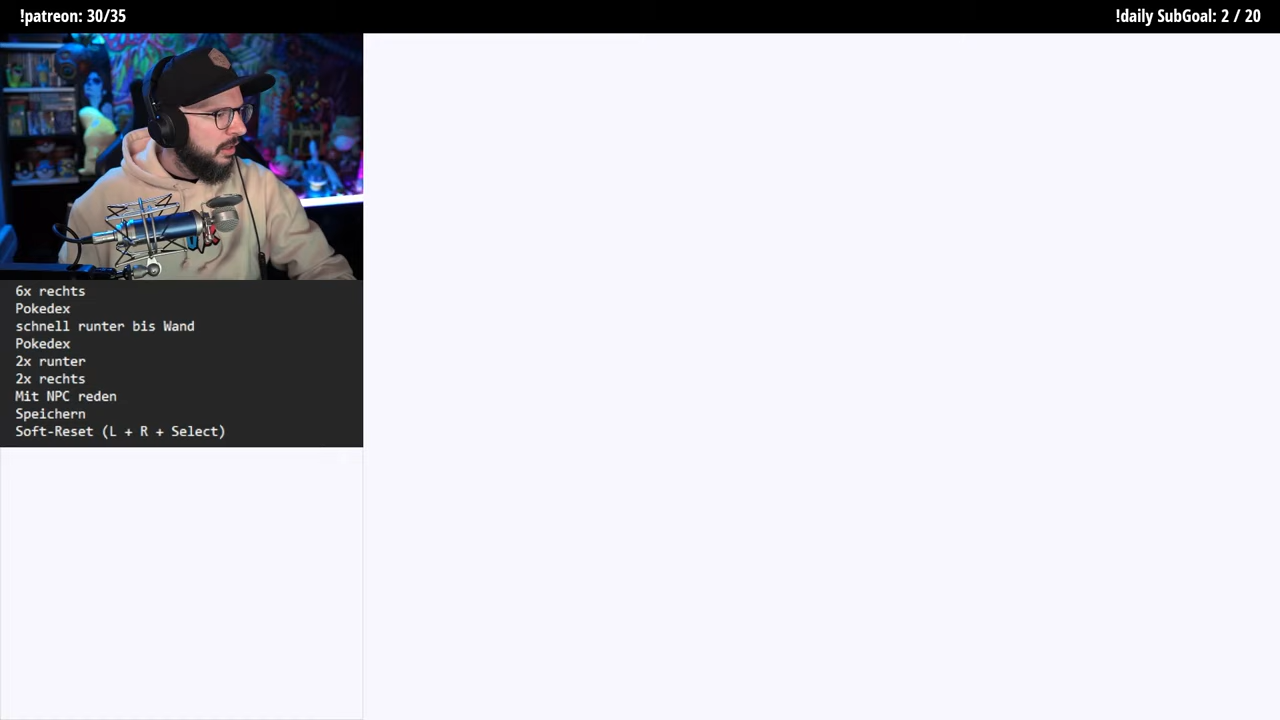 !patreon: 30/35
!daily SubGoal: 2 / 20
6x rechts
Pokedex
schnell runter bis Wand
Pokedex
2x runter
2x rechts
Mit NPC reden
Speichern
Soft-Reset (L + R + Select)